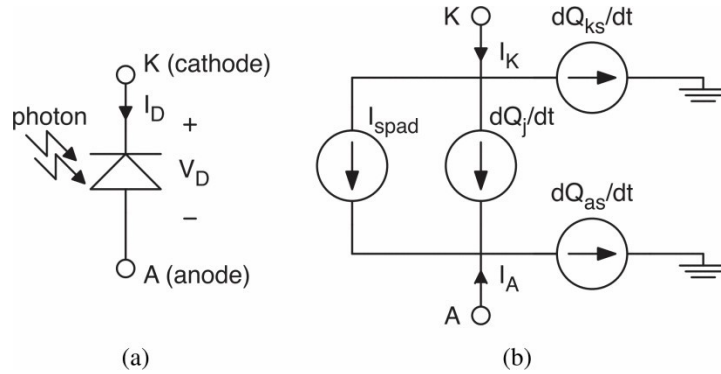 K (cathode)
photon
I_D
+
V_D
−
A (anode)
(a)
K
I_K
dQ_ks/dt
I_spad
dQ_j/dt
dQ_as/dt
I_A
A
(b)